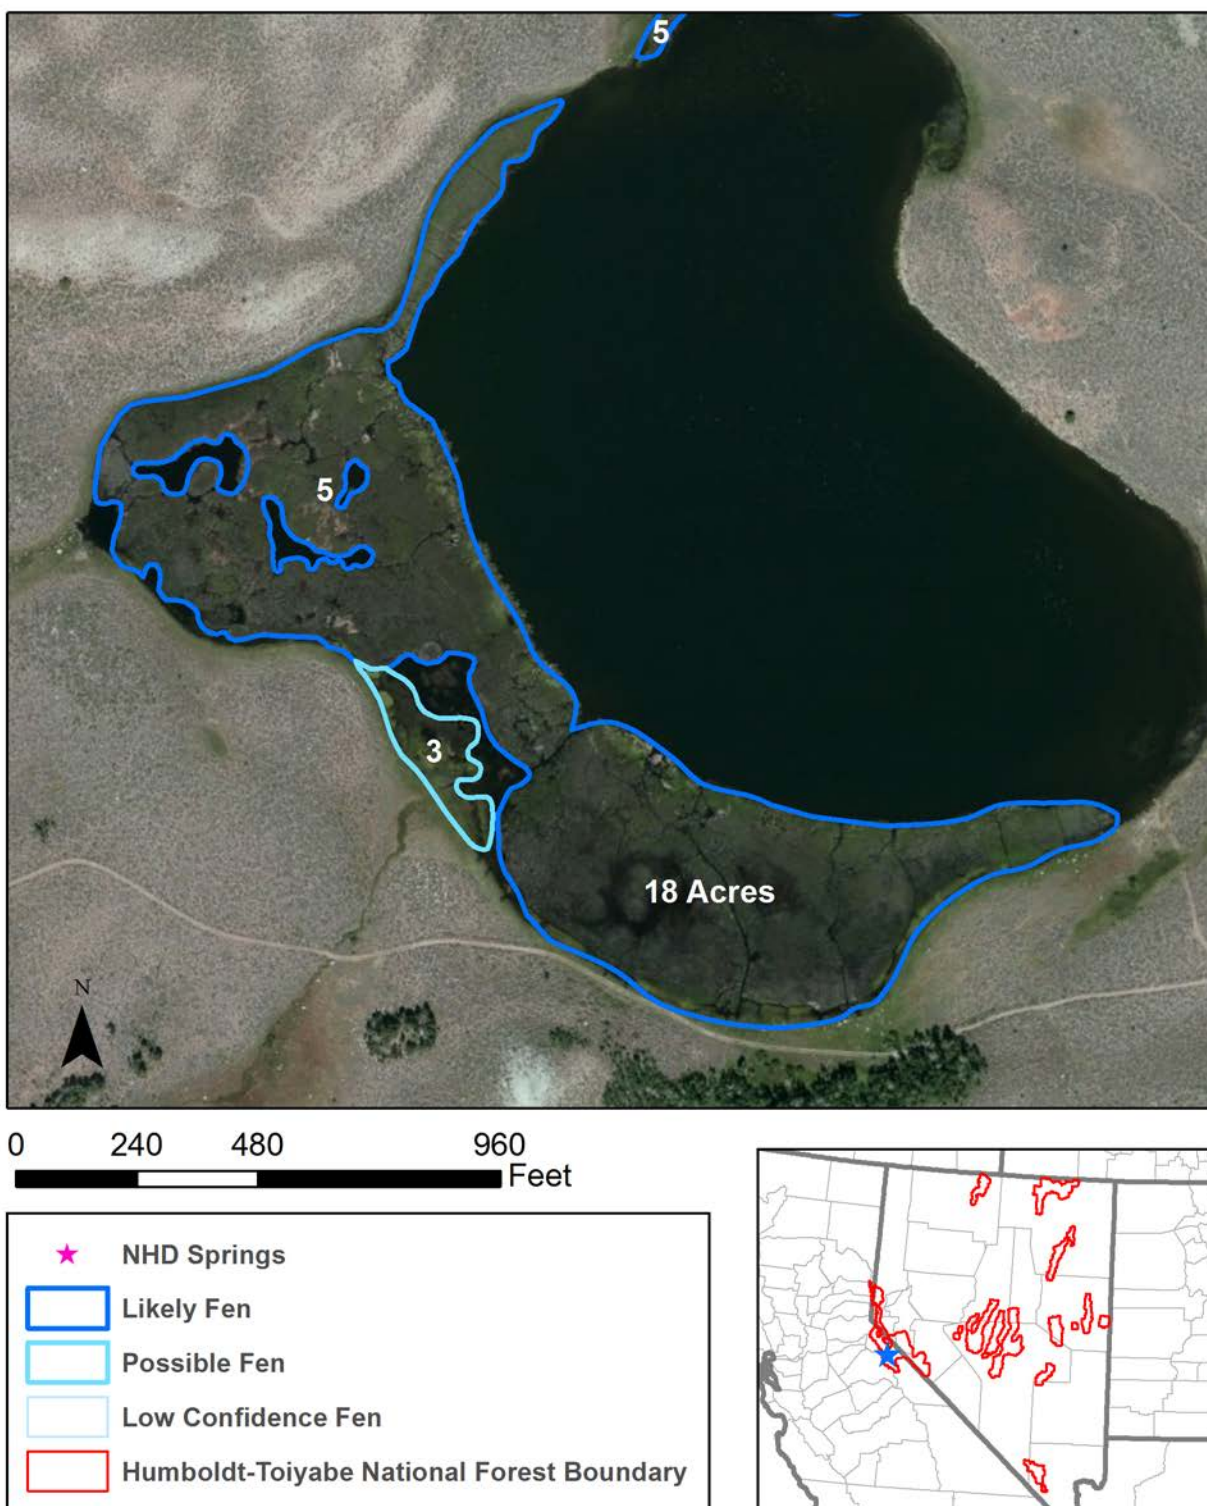 5
5
3
18 Acres
N
0 240 480 960
Feet
NHD Springs
Likely Fen
Possible Fen
Low Confidence Fen
Humboldt-Toiyabe National Forest Boundary